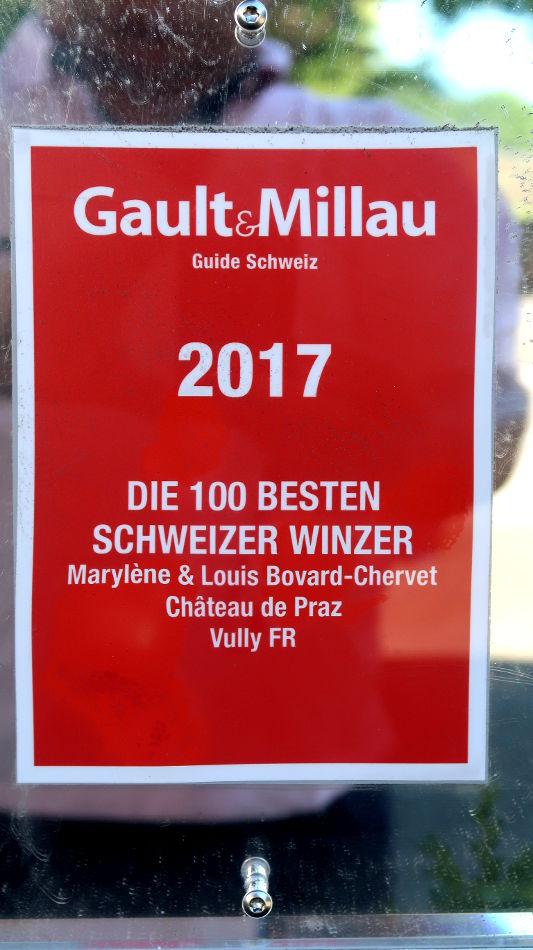 Gault&Millau
Guide Schweiz
2017
DIE 100 BESTEN
SCHWEIZER WINZER
Marylène & Louis Bovard-Chervet
Château de Praz
Vully FR